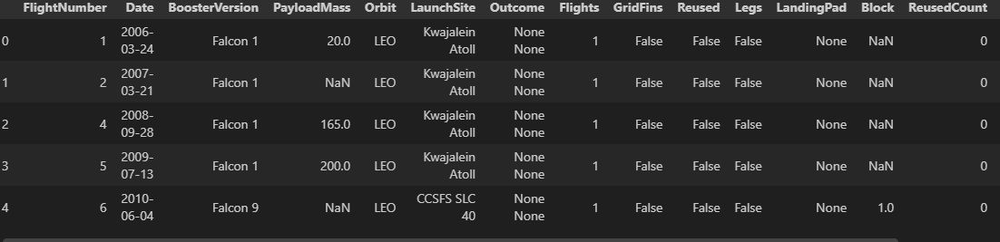 FlightNumber Date BoosterVersion PayloadMass Orbit LaunchSite Outcome Flights GridFins Reused Legs LandingPad Block ReusedCount
0 1 2006-03-24 Falcon 1 20.0 LEO Kwajalein Atoll None None 1 False False False None NaN 0
1 2 2007-03-21 Falcon 1 NaN LEO Kwajalein Atoll None None 1 False False False None NaN 0
2 4 2008-09-28 Falcon 1 165.0 LEO Kwajalein Atoll None None 1 False False False None NaN 0
3 5 2009-07-13 Falcon 1 200.0 LEO Kwajalein Atoll None None 1 False False False None NaN 0
4 6 2010-06-04 Falcon 9 NaN LEO CCSFS SLC 40 None None 1 False False False None 1.0 0